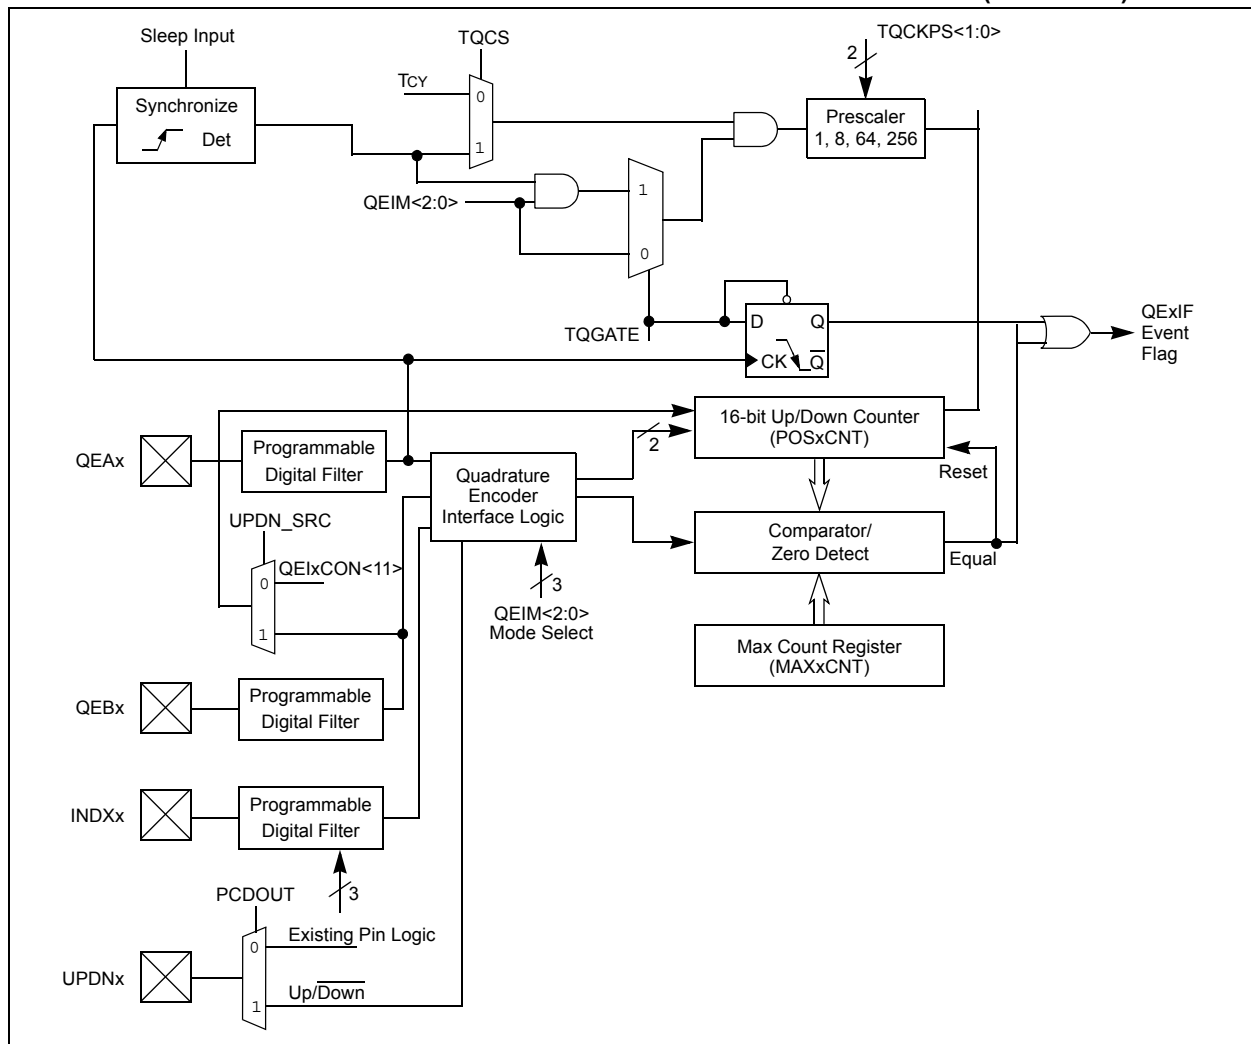 Sleep Input
TQCS
TQCKPS<1:0>
2
TCY
0
Synchronize
Det
1
Prescaler
1, 8, 64, 256
QEIM<2:0>
1
0
TQGATE
D Q
CK Q
QExIF
Event
Flag
16-bit Up/Down Counter
(POSxCNT)
2
Reset
QEAx
Programmable
Digital Filter
Quadrature
Encoder
Interface Logic
UPDN_SRC
0
QEIxCON<11>
1
Comparator/
Zero Detect
Equal
3
QEIM<2:0>
Mode Select
Max Count Register
(MAXxCNT)
QEBx
Programmable
Digital Filter
INDXx
Programmable
Digital Filter
3
PCDOUT
0
Existing Pin Logic
UPDNx
1
Up/Down